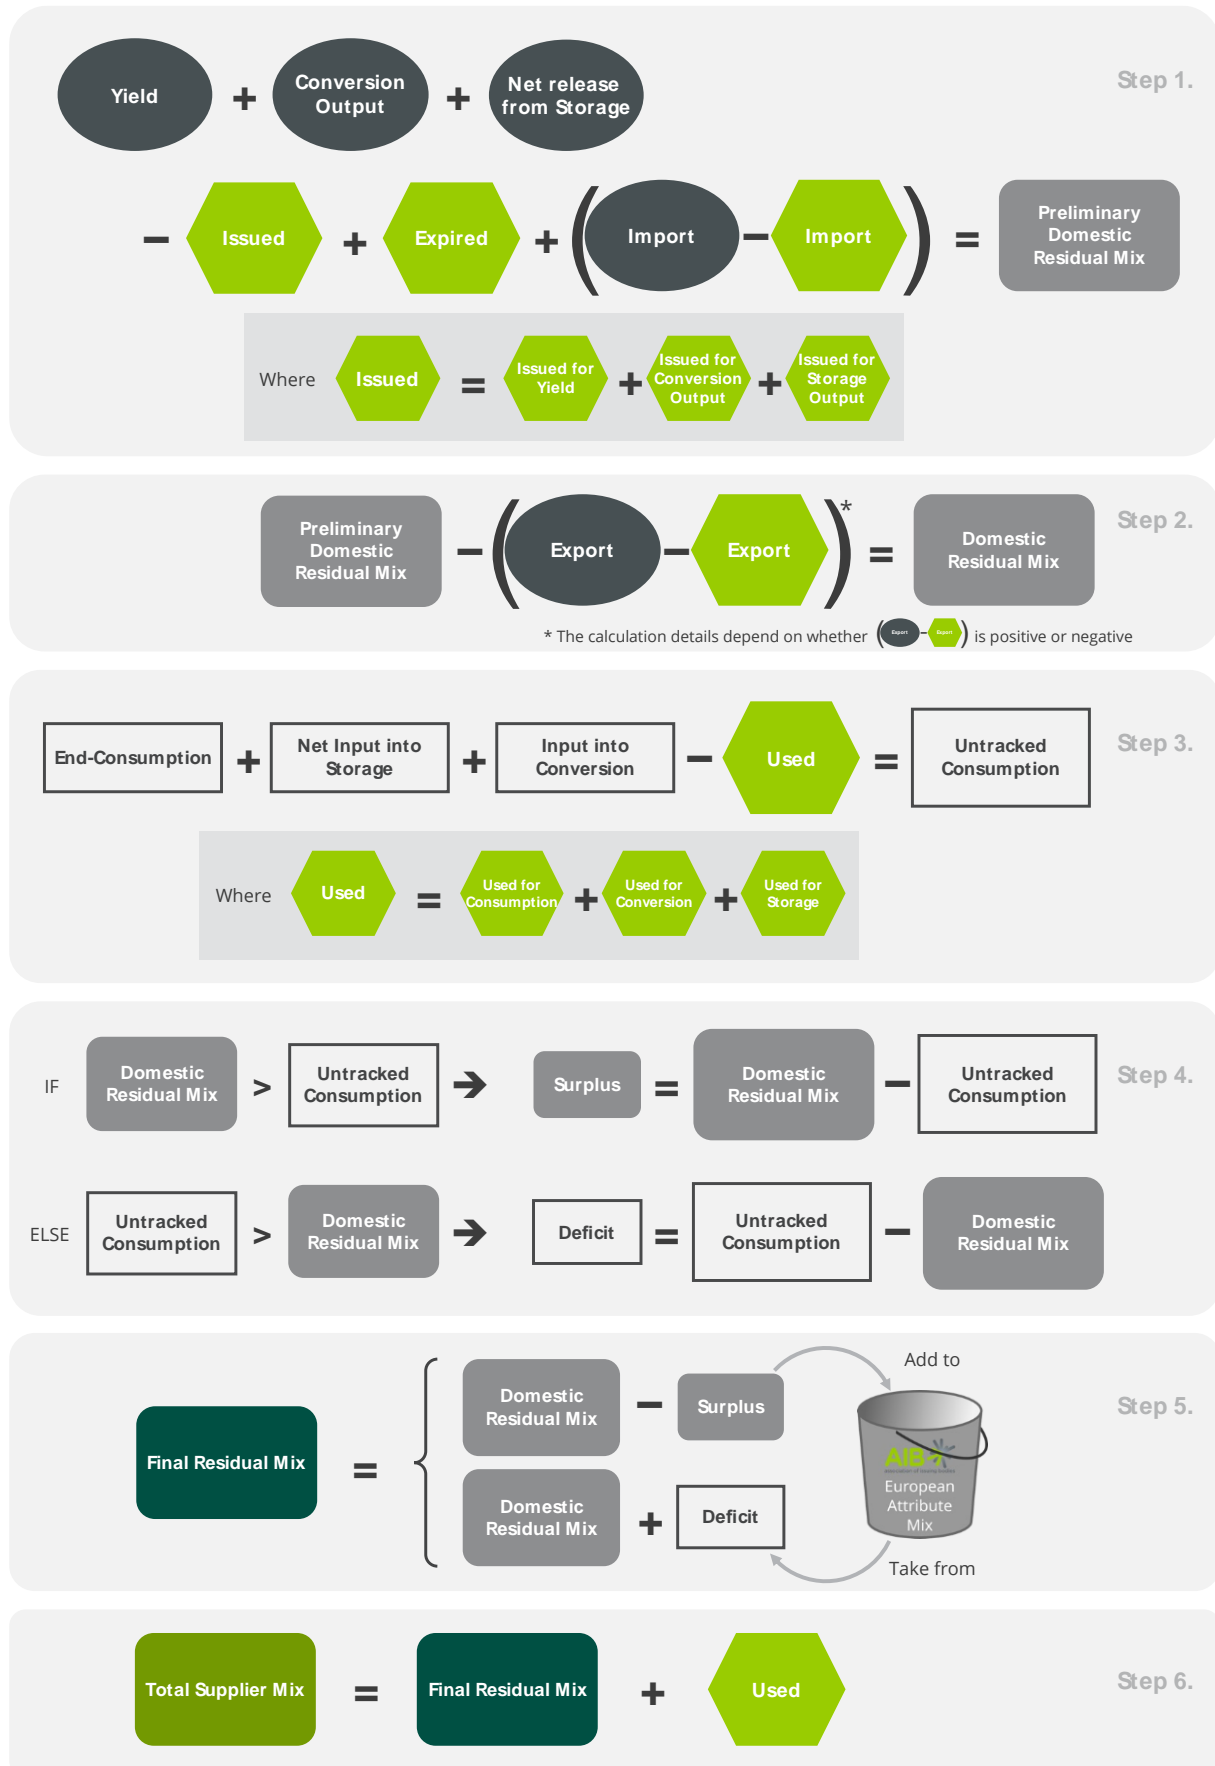 Step 1.
Yield + Conversion Output + Net release from Storage
− Issued + Expired + ( Import − Import ) = Preliminary Domestic Residual Mix
Where Issued = Issued for Yield + Issued for Conversion Output + Issued for Storage Output
Step 2.
Preliminary Domestic Residual Mix − ( Export − Export )* = Domestic Residual Mix
* The calculation details depend on whether ( Export − Export ) is positive or negative
Step 3.
End-Consumption + Net Input into Storage + Input into Conversion − Used = Untracked Consumption
Where Used = Used for Consumption + Used for Conversion + Used for Storage
Step 4.
IF Domestic Residual Mix > Untracked Consumption ➔ Surplus = Domestic Residual Mix − Untracked Consumption
ELSE Untracked Consumption > Domestic Residual Mix ➔ Deficit = Untracked Consumption − Domestic Residual Mix
Step 5.
Final Residual Mix = { Domestic Residual Mix − Surplus
Domestic Residual Mix + Deficit
Add to
AIB
European
Attribute
Mix
Take from
Step 6.
Total Supplier Mix = Final Residual Mix + Used